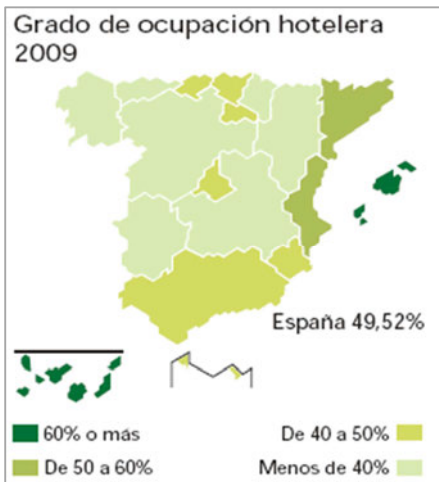 Grado de ocupación hotelera
2009
España 49,52%
60% o más
De 40 a 50%
De 50 a 60%
Menos de 40%